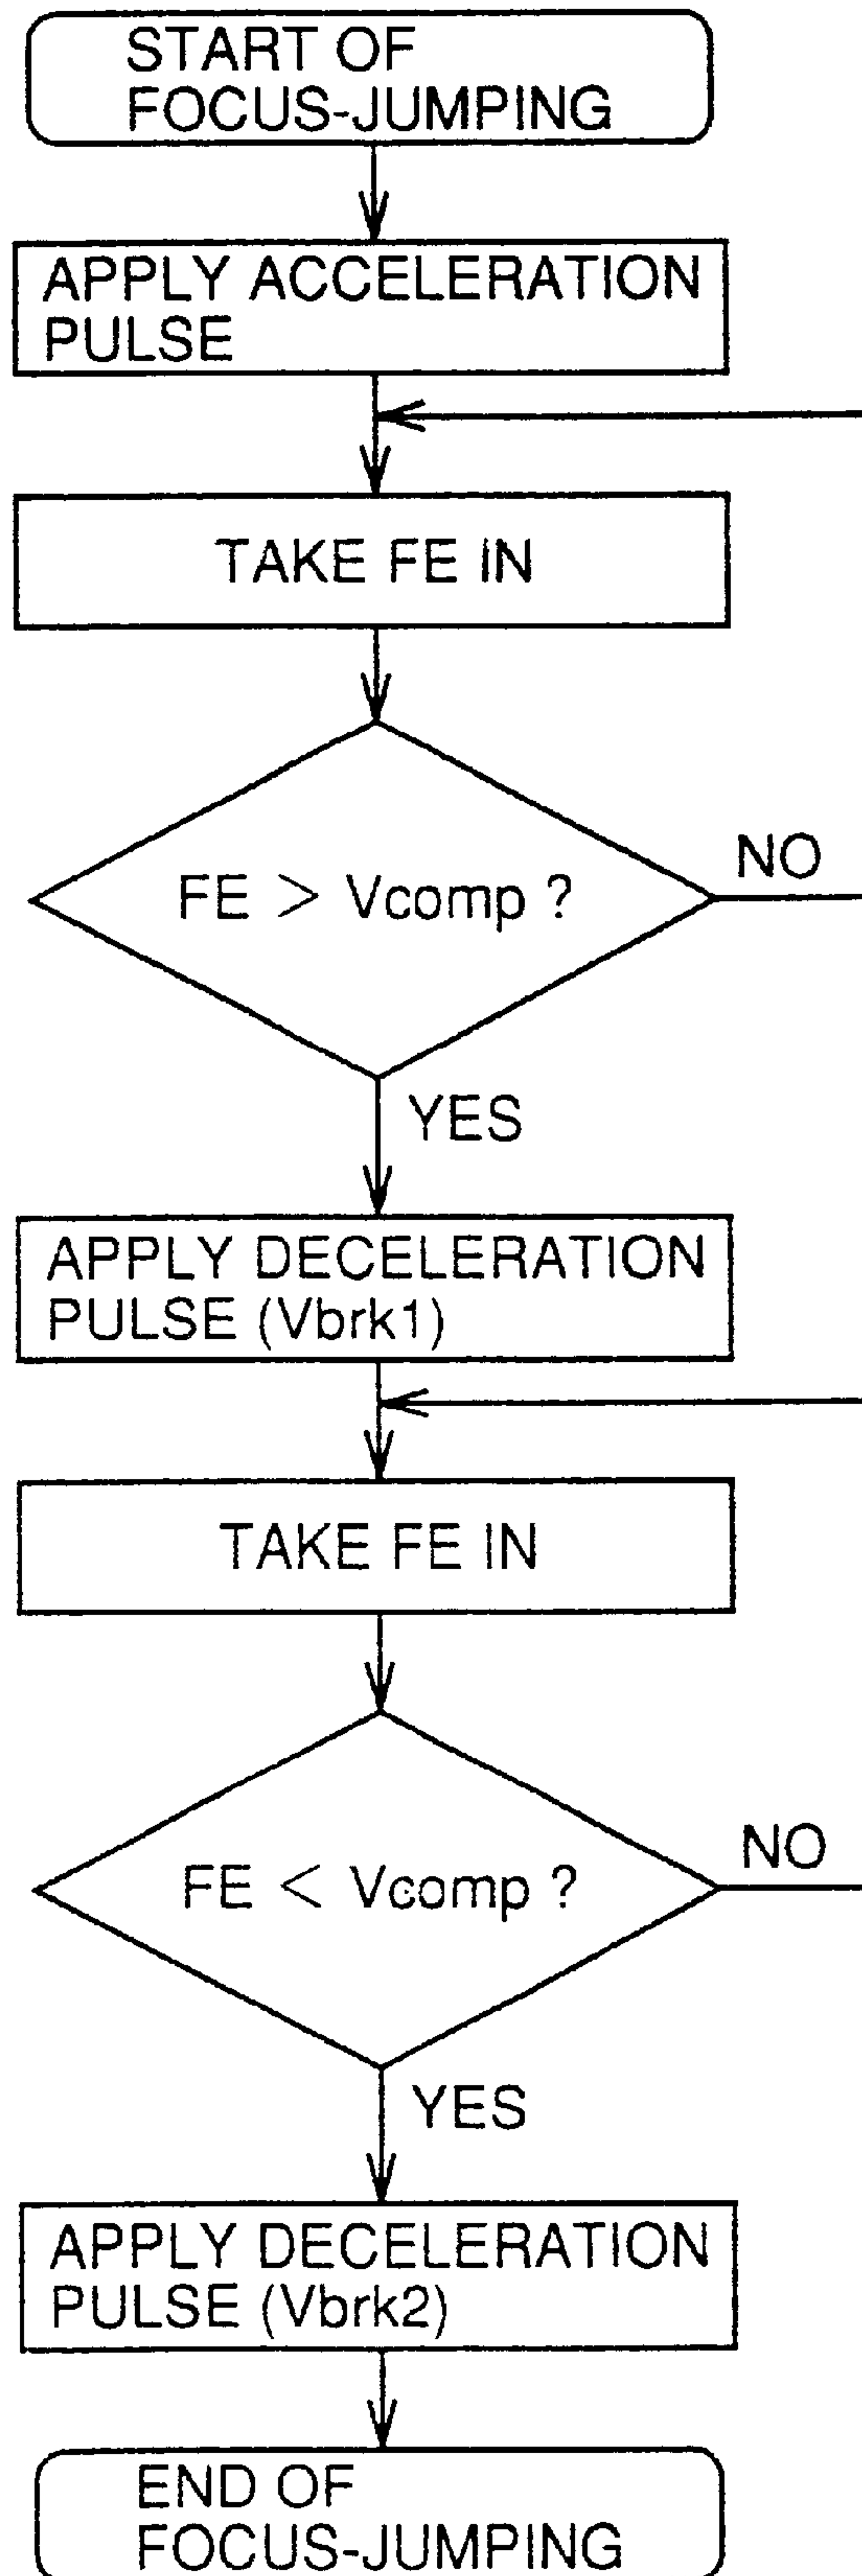 START OF
FOCUS-JUMPING
APPLY ACCELERATION
PULSE
TAKE FE IN
FE > Vcomp ?
NO
YES
APPLY DECELERATION
PULSE (Vbrk1)
TAKE FE IN
FE < Vcomp ?
NO
YES
APPLY DECELERATION
PULSE (Vbrk2)
END OF
FOCUS-JUMPING